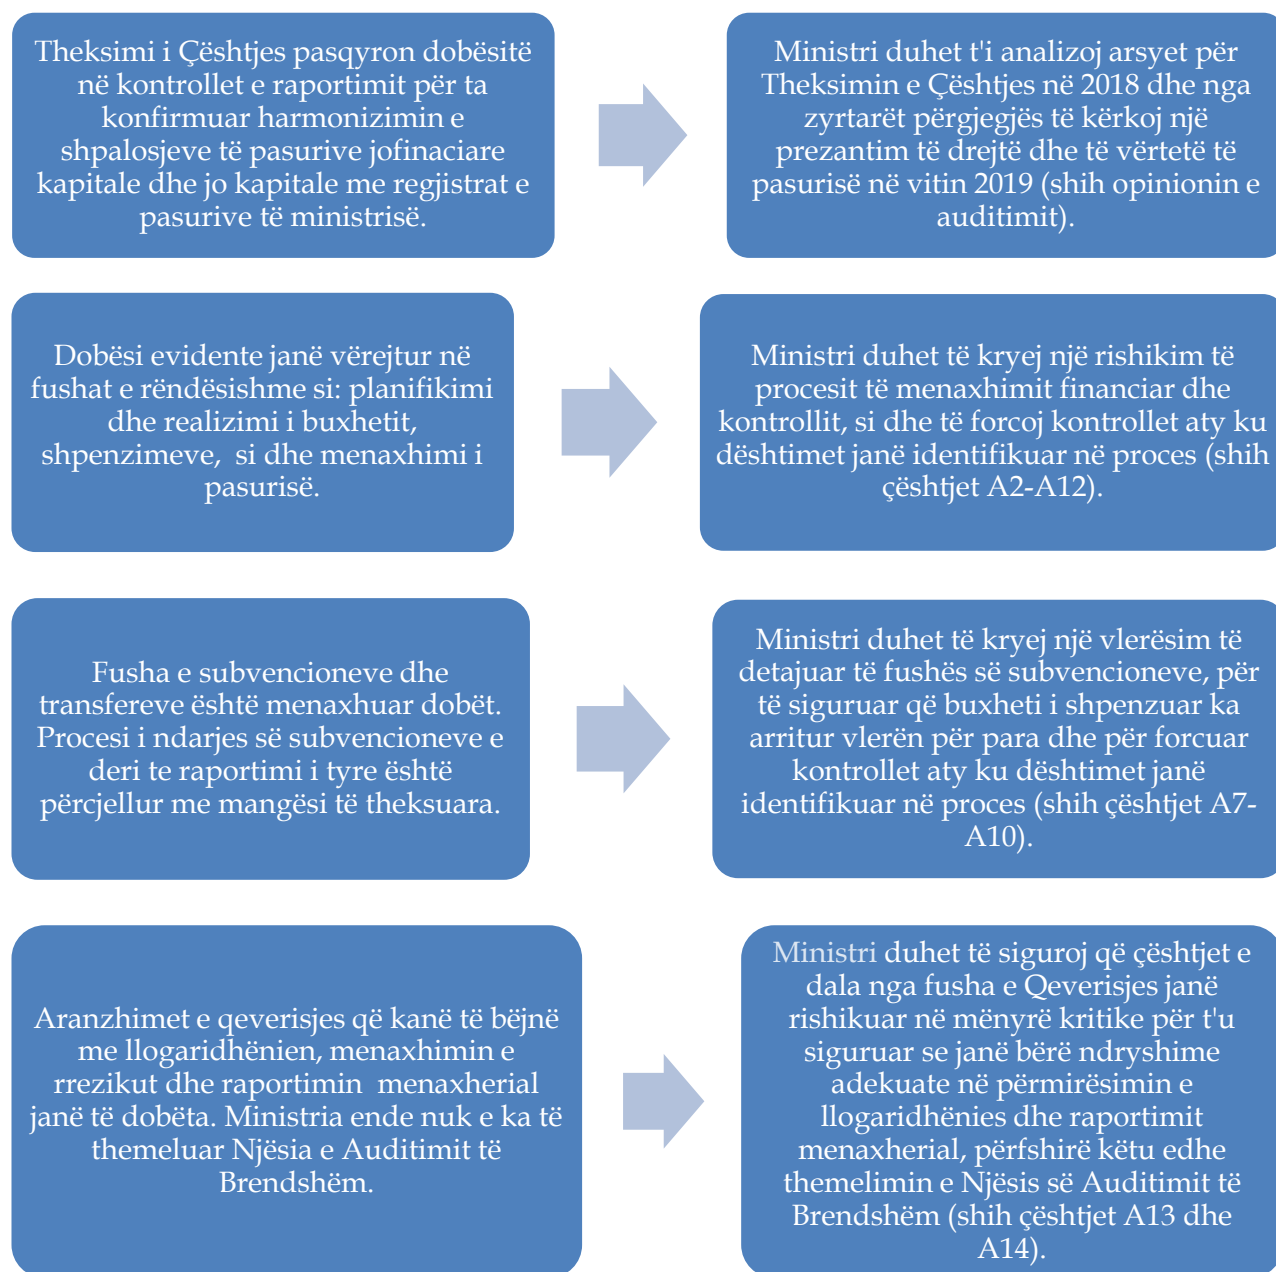 Theksimi i Çështjes pasqyron dobësitë
në kontrollet e raportimit për ta
konfirmuar harmonizimin e
shpalosjeve të pasurive jofinaciare
kapitale dhe jo kapitale me regjistrat e
pasurive të ministrisë.
Ministri duhet t'i analizoj arsyet për
Theksimin e Çështjes në 2018 dhe nga
zyrtarët përgjegjës të kërkoj një
prezantim të drejtë dhe të vërtetë të
pasurisë në vitin 2019 (shih opinionin e
auditimit).
Dobësi evidente janë vërejtur në
fushat e rëndësishme si: planifikimi
dhe realizimi i buxhetit,
shpenzimeve, si dhe menaxhimi i
pasurisë.
Ministri duhet të kryej një rishikim të
procesit të menaxhimit financiar dhe
kontrollit, si dhe të forcoj kontrollet aty ku
dështimet janë identifikuar në proces (shih
çështjet A2-A12).
Fusha e subvencioneve dhe
transfereve është menaxhuar dobët.
Procesi i ndarjes së subvencioneve e
deri te raportimi i tyre është
përcjellur me mangësi të theksuara.
Ministri duhet të kryej një vlerësim të
detajuar të fushës së subvencioneve, për
të siguruar që buxheti i shpenzuar ka
arritur vlerën për para dhe për forcuar
kontrollet aty ku dështimet janë
identifikuar në proces (shih çështjet A7-
A10).
Aranzhimet e qeverisjes që kanë të bëjnë
me llogaridhënien, menaxhimin e
rrezikut dhe raportimin menaxherial
janë të dobëta. Ministria ende nuk e ka të
themeluar Njësia e Auditimit të
Brendshëm.
Ministri duhet të siguroj që çështjet e
dala nga fusha e Qeverisjes janë
rishikuar në mënyrë kritike për t'u
siguruar se janë bërë ndryshime
adekuate në përmirësimin e
llogaridhënies dhe raportimit
menaxherial, përfshirë këtu edhe
themelimin e Njësis së Auditimit të
Brendshëm (shih çështjet A13 dhe
A14).